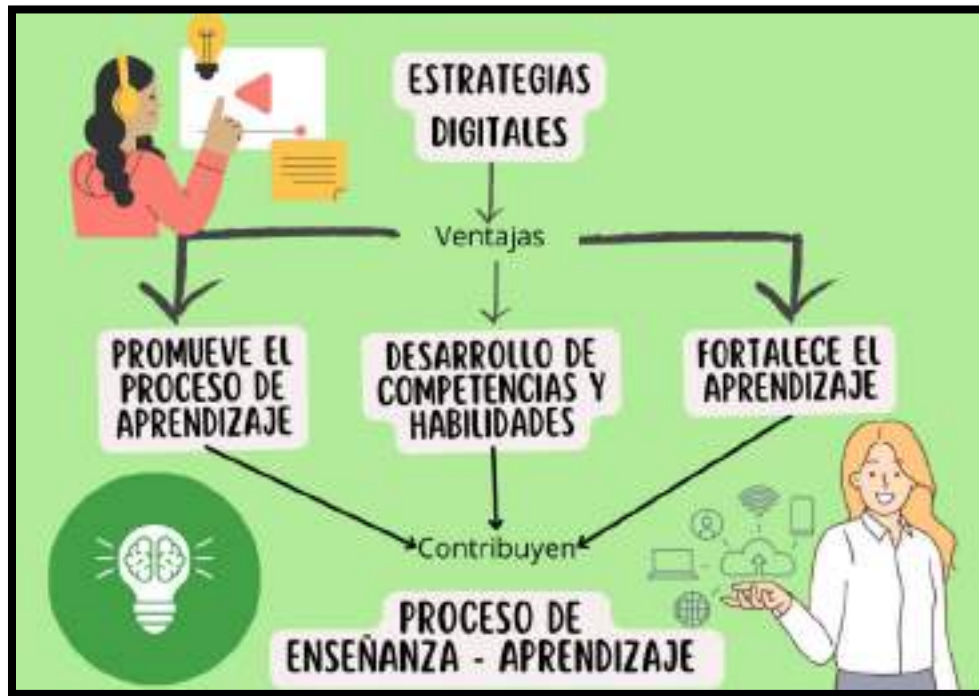 ESTRATEGIAS
DIGITALES
Ventajas
PROMUEVE EL
PROCESO DE
APRENDIZAJE
DESARROLLO DE
COMPETENCIAS Y
HABILIDADES
FORTALECE EL
APRENDIZAJE
Contribuyen
PROCESO DE
ENSEÑANZA - APRENDIZAJE